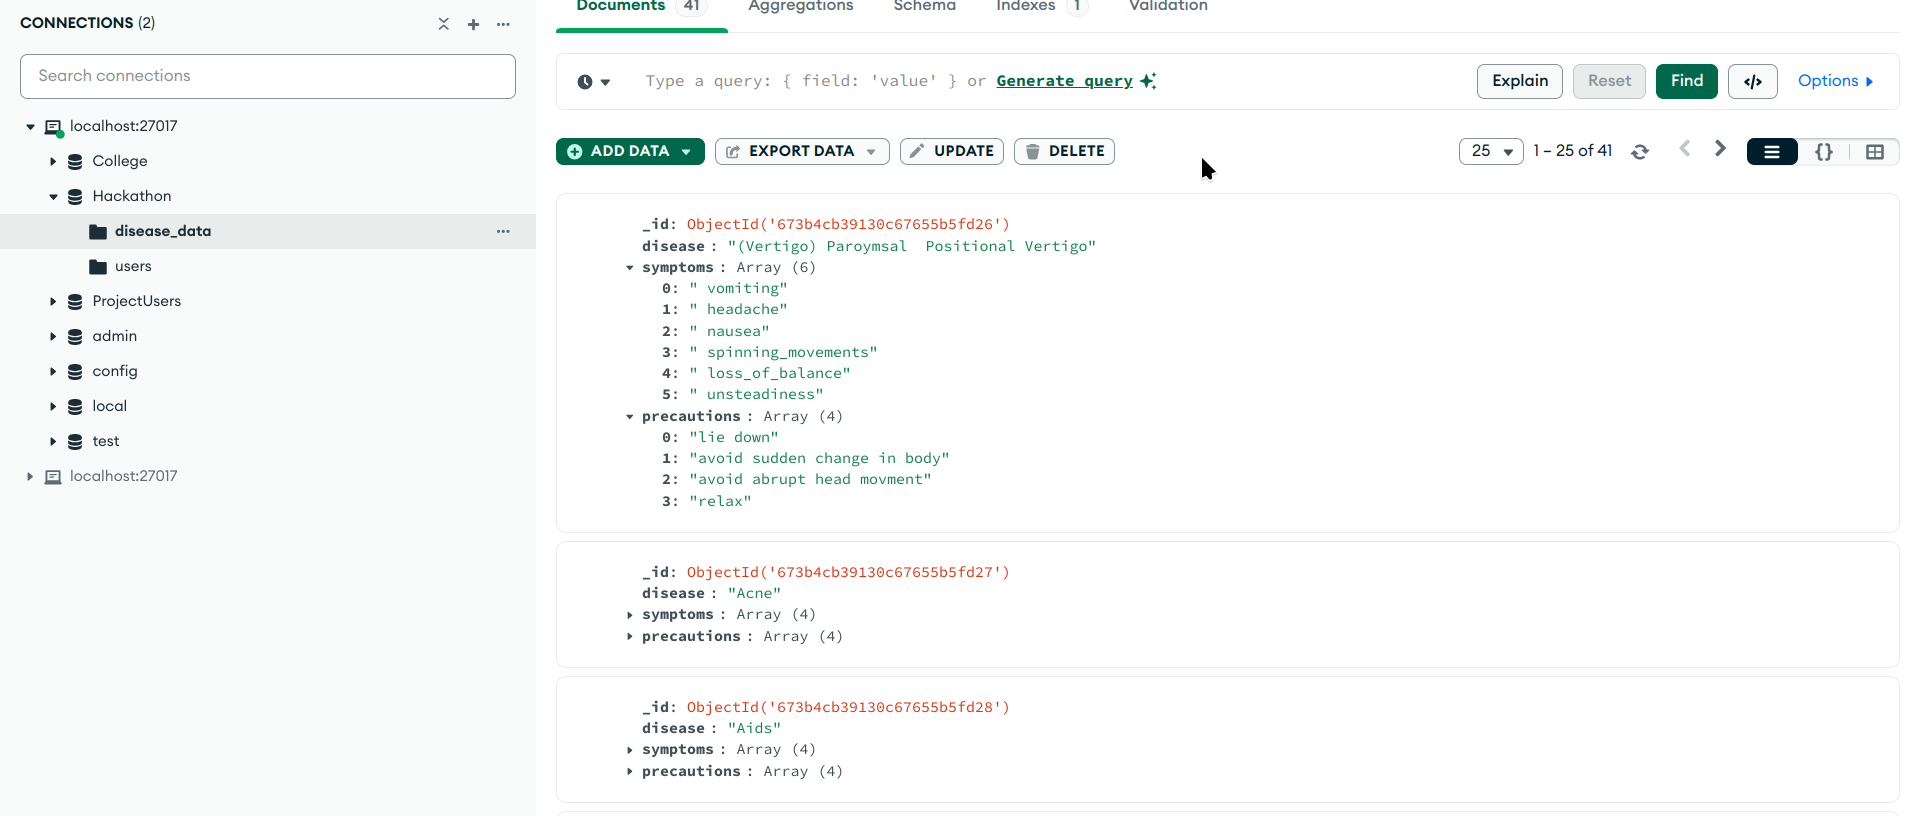 CONNECTIONS (2)
Search connections
localhost:27017
College
Hackathon
disease_data
users
ProjectUsers
admin
config
local
test
localhost:27017
Documents 41 Aggregations Schema Indexes 1 Validation
Type a query: { field: 'value' } or Generate query
Explain Reset Find </> Options
ADD DATA EXPORT DATA UPDATE DELETE
25 1 – 25 of 41 {}
_id: ObjectId('673b4cb39130c67655b5fd26')
disease : "(Vertigo) Paroymsal  Positional Vertigo"
symptoms : Array (6)
0: " vomiting"
1: " headache"
2: " nausea"
3: " spinning_movements"
4: " loss_of_balance"
5: " unsteadiness"
precautions : Array (4)
0: "lie down"
1: "avoid sudden change in body"
2: "avoid abrupt head movment"
3: "relax"
_id: ObjectId('673b4cb39130c67655b5fd27')
disease : "Acne"
symptoms : Array (4)
precautions : Array (4)
_id: ObjectId('673b4cb39130c67655b5fd28')
disease : "Aids"
symptoms : Array (4)
precautions : Array (4)